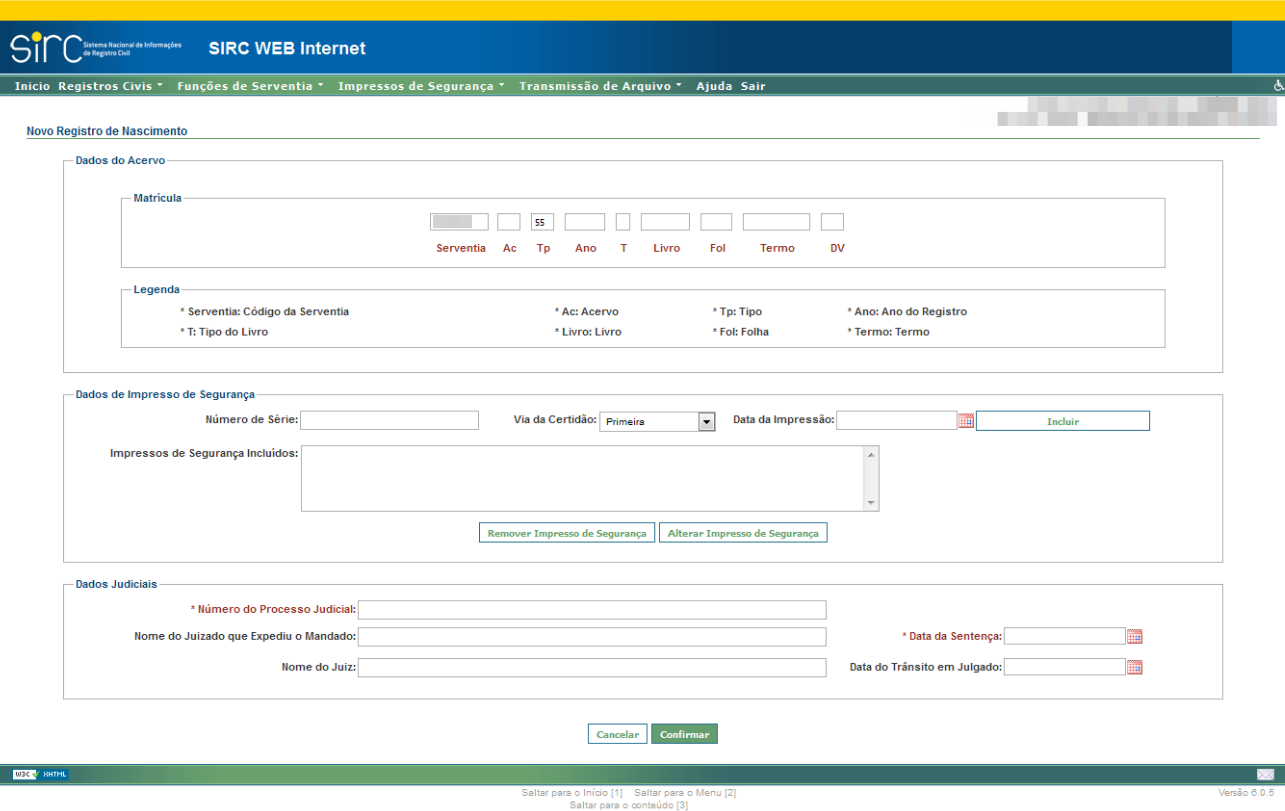 sirc Sistema Nacional de Informações de Registro Civil SIRC WEB Internet
Início Registros Civis Funções de Serventia Impressos de Segurança Transmissão de Arquivo Ajuda Sair
Novo Registro de Nascimento
Dados do Acervo
Matrícula
55
Serventia Ac Tp Ano T Livro Fol Termo DV
Legenda
* Serventia: Código da Serventia * Ac: Acervo * Tp: Tipo * Ano: Ano do Registro
* T: Tipo do Livro * Livro: Livro * Fol: Folha * Termo: Termo
Dados de Impresso de Segurança
Número de Série: Via da Certidão: Primeira Data da Impressão: Incluir
Impressos de Segurança Incluídos:
Remover Impresso de Segurança Alterar Impresso de Segurança
Dados Judiciais
* Número do Processo Judicial:
Nome do Juizado que Expediu o Mandado: * Data da Sentença:
Nome do Juiz: Data do Trânsito em Julgado:
Cancelar Confirmar
W3C XHTML
Saltar para o Início [1] Saltar para o Menu [2] Versão 6.0.5
Saltar para o conteúdo [3]